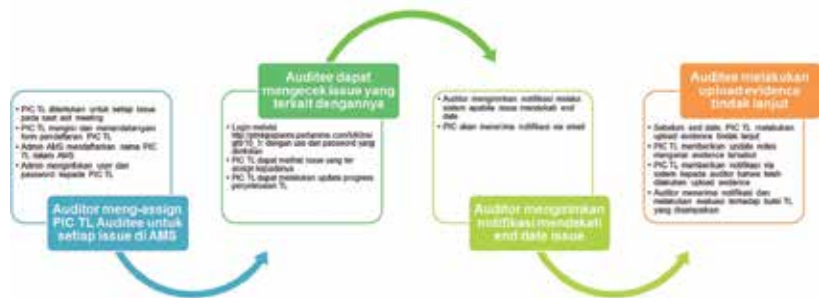 • PIC TL ditentukan untuk setiap issue
pada saat exit meeting
• PIC TL mengisi dan menandatangani
form pendaftaran PIC TL
• Admin AMS mendaftarkan nama PIC
TL dalam AMS
• Admin mengirimkan user dan
password kepada PIC TL
Auditor meng-assign
PIC TL Auditee untuk
setiap issue di AMS
Auditee dapat
mengecek issue yang
terkait dengannya
• Login melalui
dengan user dan password yang
diberikan
• PIC TL dapat melihat issue yang ter
assign kepadanya
• PIC TL dapat melakukan update progress
penyelesaian TL
• Auditor mengirimkan notifikasi melalui
sistem apabila issue mendekati end
date
• PIC akan menerima notifikasi via email
Auditor mengirimkan
notifikasi mendekati
end date issue
Auditee melakukan
upload evidence
tindak lanjut
• Sebelum end date, PIC TL melakukan
upload evidence tindak lanjut
• PIC TL memberikan update notes
mengenai evidence tersebut
• PIC TL memberikan notifikasi via
sistem kepada auditor bahwa telah
dilakukan upload evidence
• Auditor menerima notifikasi dan
melakukan evaluasi terhadap bukti TL
yang disampaikan